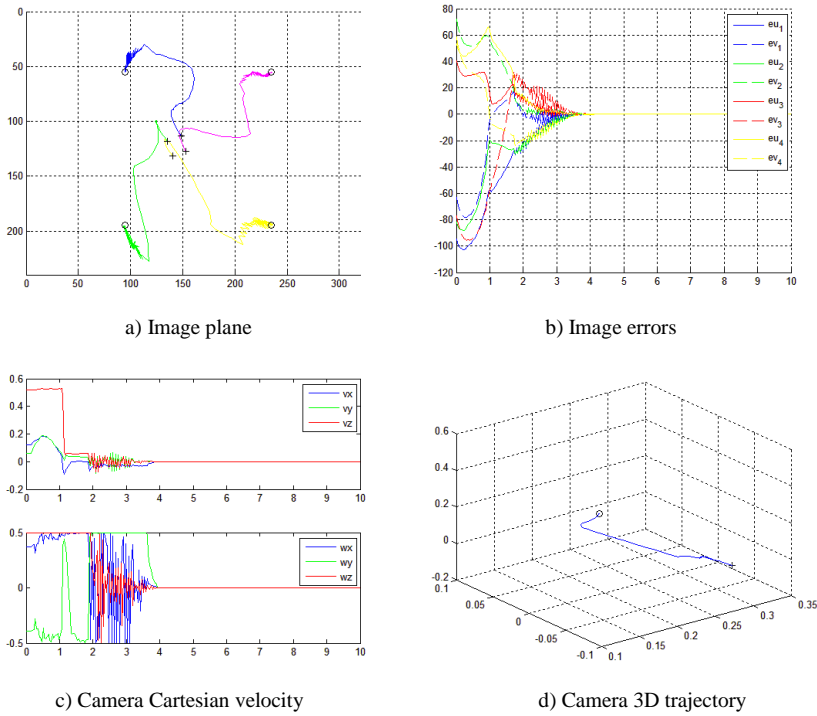 0
50
100
150
200
0 50 100 150 200 250 300
a) Image plane
80
60
40
20
0
-20
-40
-60
-80
-100
-120
0 1 2 3 4 5 6 7 8 9 10
eu1
ev1
eu2
ev2
eu3
ev3
eu4
ev4
b) Image errors
0.6
0.4
0.2
0
-0.2
0 1 2 3 4 5 6 7 8 9 10
vx
vy
vz
0.5
0
-0.5
0 1 2 3 4 5 6 7 8 9 10
wx
wy
wz
c) Camera Cartesian velocity
0.6
0.4
0.2
0
-0.2
0.1
0.05
0
-0.05
-0.1
0.1
0.15
0.2
0.25
0.3
0.35
d) Camera 3D trajectory